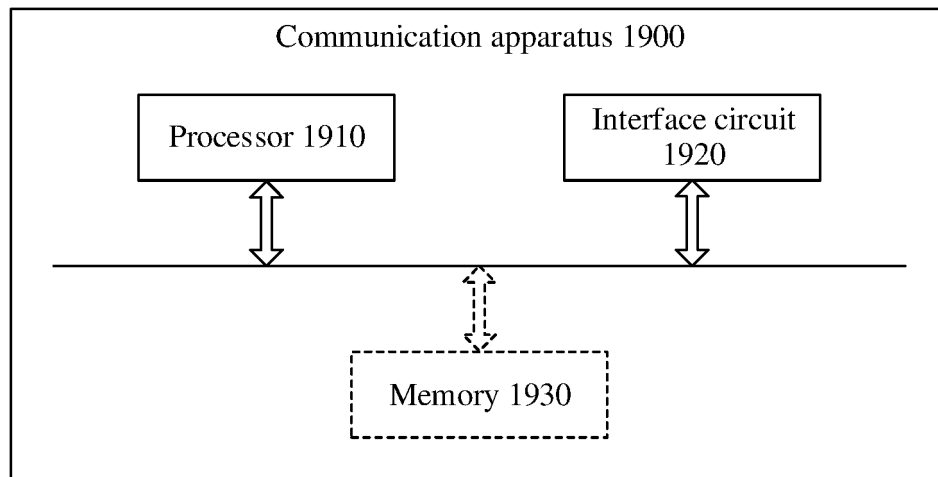 Communication apparatus 1900
Processor 1910
Interface circuit
1920
Memory 1930